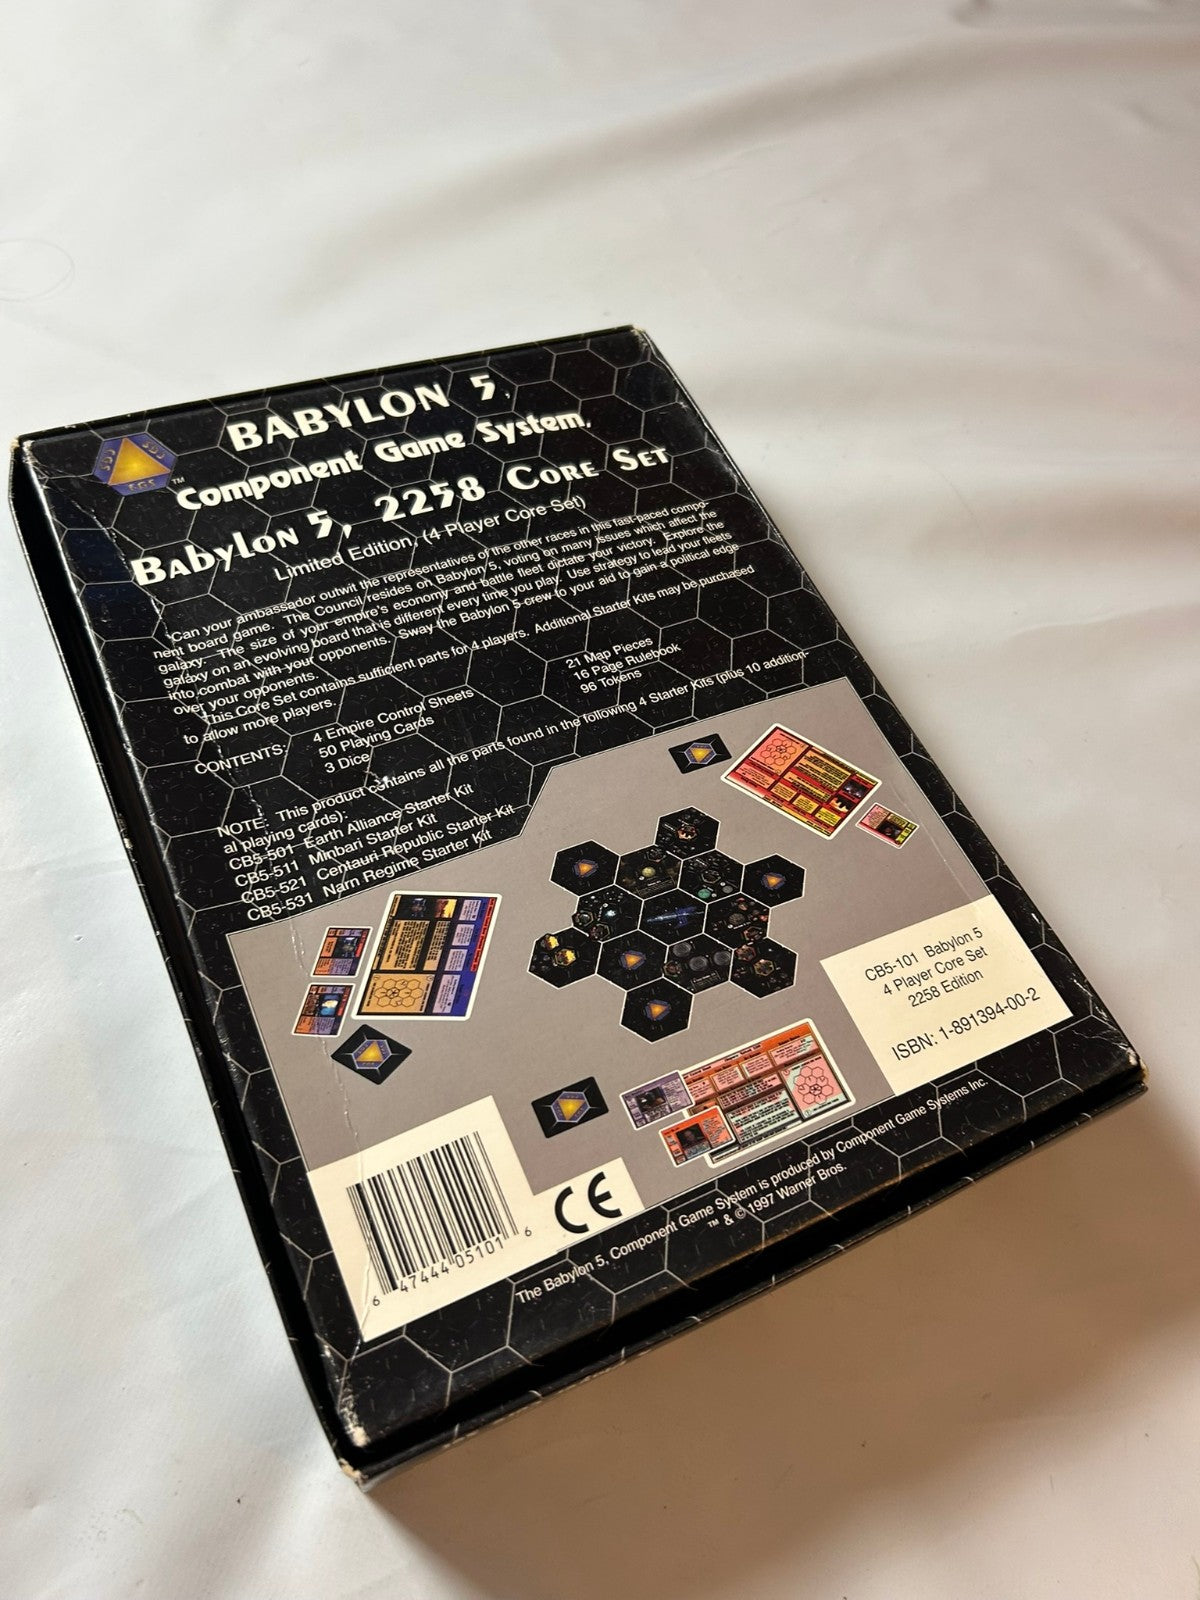 BABYLON 5,
Component Game System,
Babylon 5, 2258 Core Set
Limited Edition, (4 Player Core Set)
CGS CGS CGS ™
Can your ambassador outwit the representatives of the other races in this fast-paced compo-
nent board game. The Council resides on Babylon 5, voting on many issues which affect the
galaxy. The size of your empire's economy and battle fleet dictate your victory. Explore the
galaxy on an evolving board that is different every time you play. Use strategy to lead your fleets
into combat with your opponents. Sway the Babylon 5 crew to your aid to gain a political edge
over your opponents.
This Core Set contains sufficient parts for 4 players. Additional Starter Kits may be purchased
to allow more players.
CONTENTS: 4 Empire Control Sheets 21 Map Pieces
50 Playing Cards 16 Page Rulebook
3 Dice 96 Tokens
NOTE: This product contains all the parts found in the following 4 Starter Kits (plus 10 addition-
al playing cards):
CB5-501 Earth Alliance Starter Kit
CB5-511 Minbari Starter Kit
CB5-521 Centauri Republic Starter Kit
CB5-531 Narn Regime Starter Kit
CB5-101 Babylon 5
4 Player Core Set
2258 Edition
ISBN: 1-891394-00-2
6 47444 05101 6
CE
The Babylon 5, Component Game System is produced by Component Game Systems Inc.
™ & © 1997 Warner Bros.